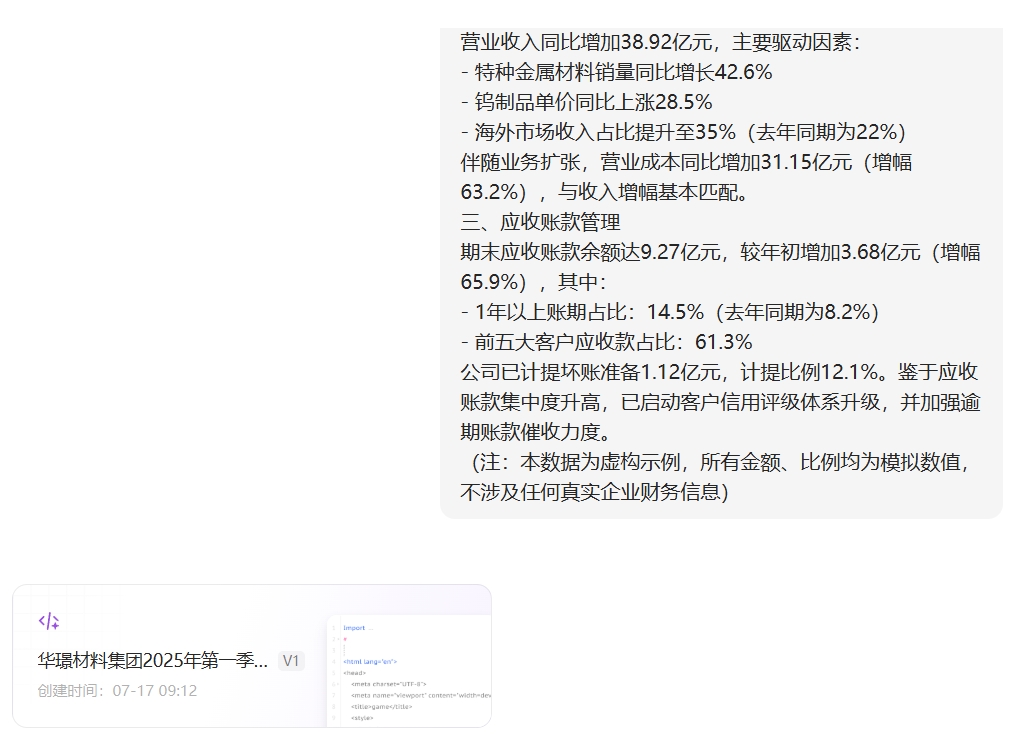 营业收入同比增加38.92亿元，主要驱动因素：
- 特种金属材料销量同比增长42.6%
- 钨制品单价同比上涨28.5%
- 海外市场收入占比提升至35%（去年同期为22%）
伴随业务扩张，营业成本同比增加31.15亿元（增幅
63.2%），与收入增幅基本匹配。
三、应收账款管理
期末应收账款余额达9.27亿元，较年初增加3.68亿元（增幅
65.9%），其中：
- 1年以上账期占比：14.5%（去年同期为8.2%）
- 前五大客户应收款占比：61.3%
公司已计提坏账准备1.12亿元，计提比例12.1%。鉴于应收
账款集中度升高，已启动客户信用评级体系升级，并加强逾
期账款催收力度。
（注：本数据为虚构示例，所有金额、比例均为模拟数值，
不涉及任何真实企业财务信息）
华璟材料集团2025年第一季... V1
创建时间：07-17 09:12
import ...
<html lang="en">
<head>
<meta charset="UTF-8">
<meta name="viewport" content="width=dev
<title>game</title>
<style>